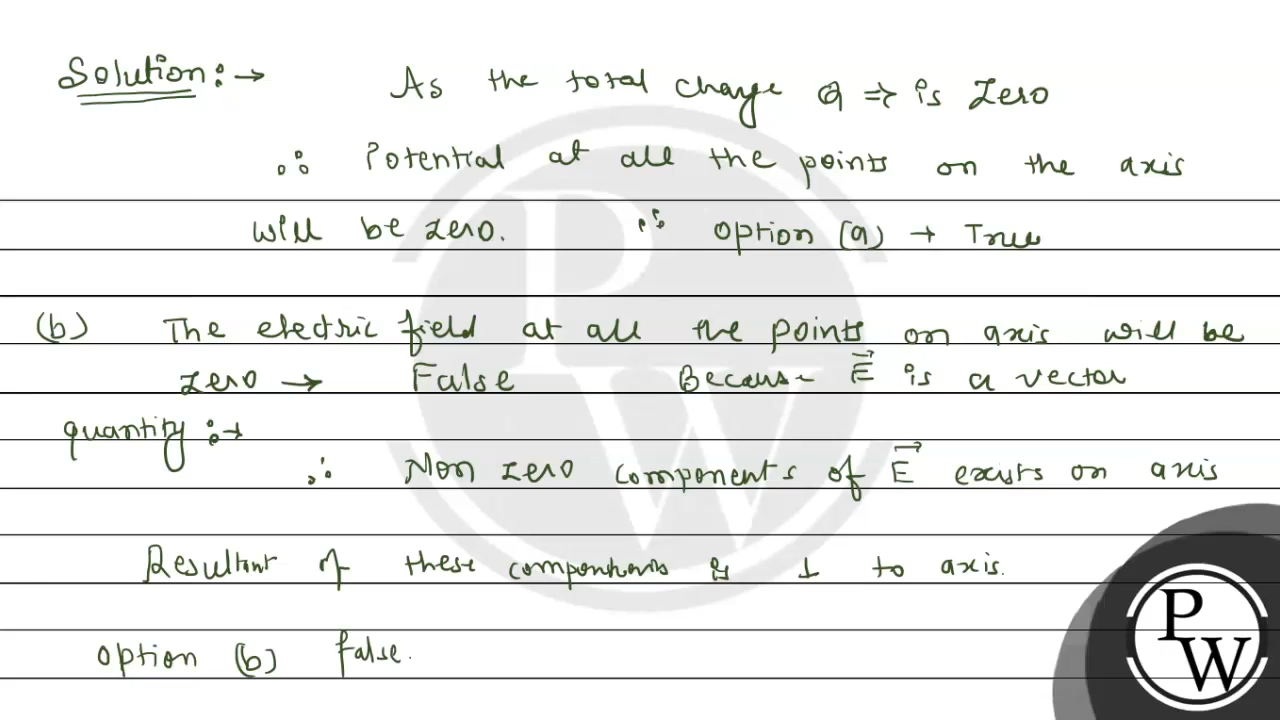 Solution :→ As the total charge Q ⇒ is Zero
∴ Potential at all the points on the axis
will be zero. ∴ option (a) → True
(b) The electric field at all the points on axis will be
zero → False Because E⃗ is a vector
quantity :→
∴ Non zero components of E⃗ exists on axis
Resultant of these components is ⊥ to axis.
option (b) false.
PW
PW